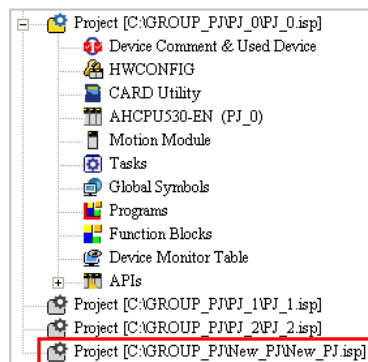 Project [C:\GROUP_PJ\PJ_0\PJ_0.isp]
Device Comment & Used Device
HWCONFIG
CARD Utility
AHCPU530-EN (PJ_0)
Motion Module
Tasks
Global Symbols
Programs
Function Blocks
Device Monitor Table
APIs
Project [C:\GROUP_PJ\PJ_1\PJ_1.isp]
Project [C:\GROUP_PJ\PJ_2\PJ_2.isp]
Project [C:\GROUP_PJ\New_PJ\New_PJ.isp]